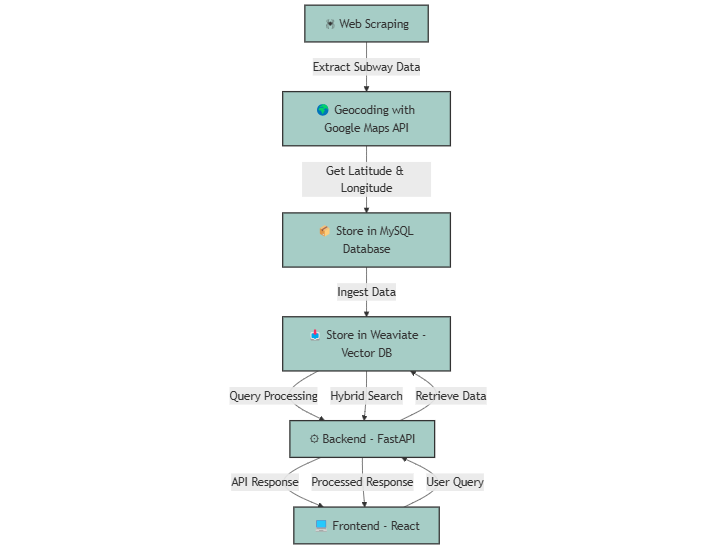 Web Scraping
Extract Subway Data
Geocoding with
Google Maps API
Get Latitude &
Longitude
Store in MySQL
Database
Ingest Data
Store in Weaviate -
Vector DB
Query Processing
Hybrid Search
Retrieve Data
Backend - FastAPI
API Response
Processed Response
User Query
Frontend - React